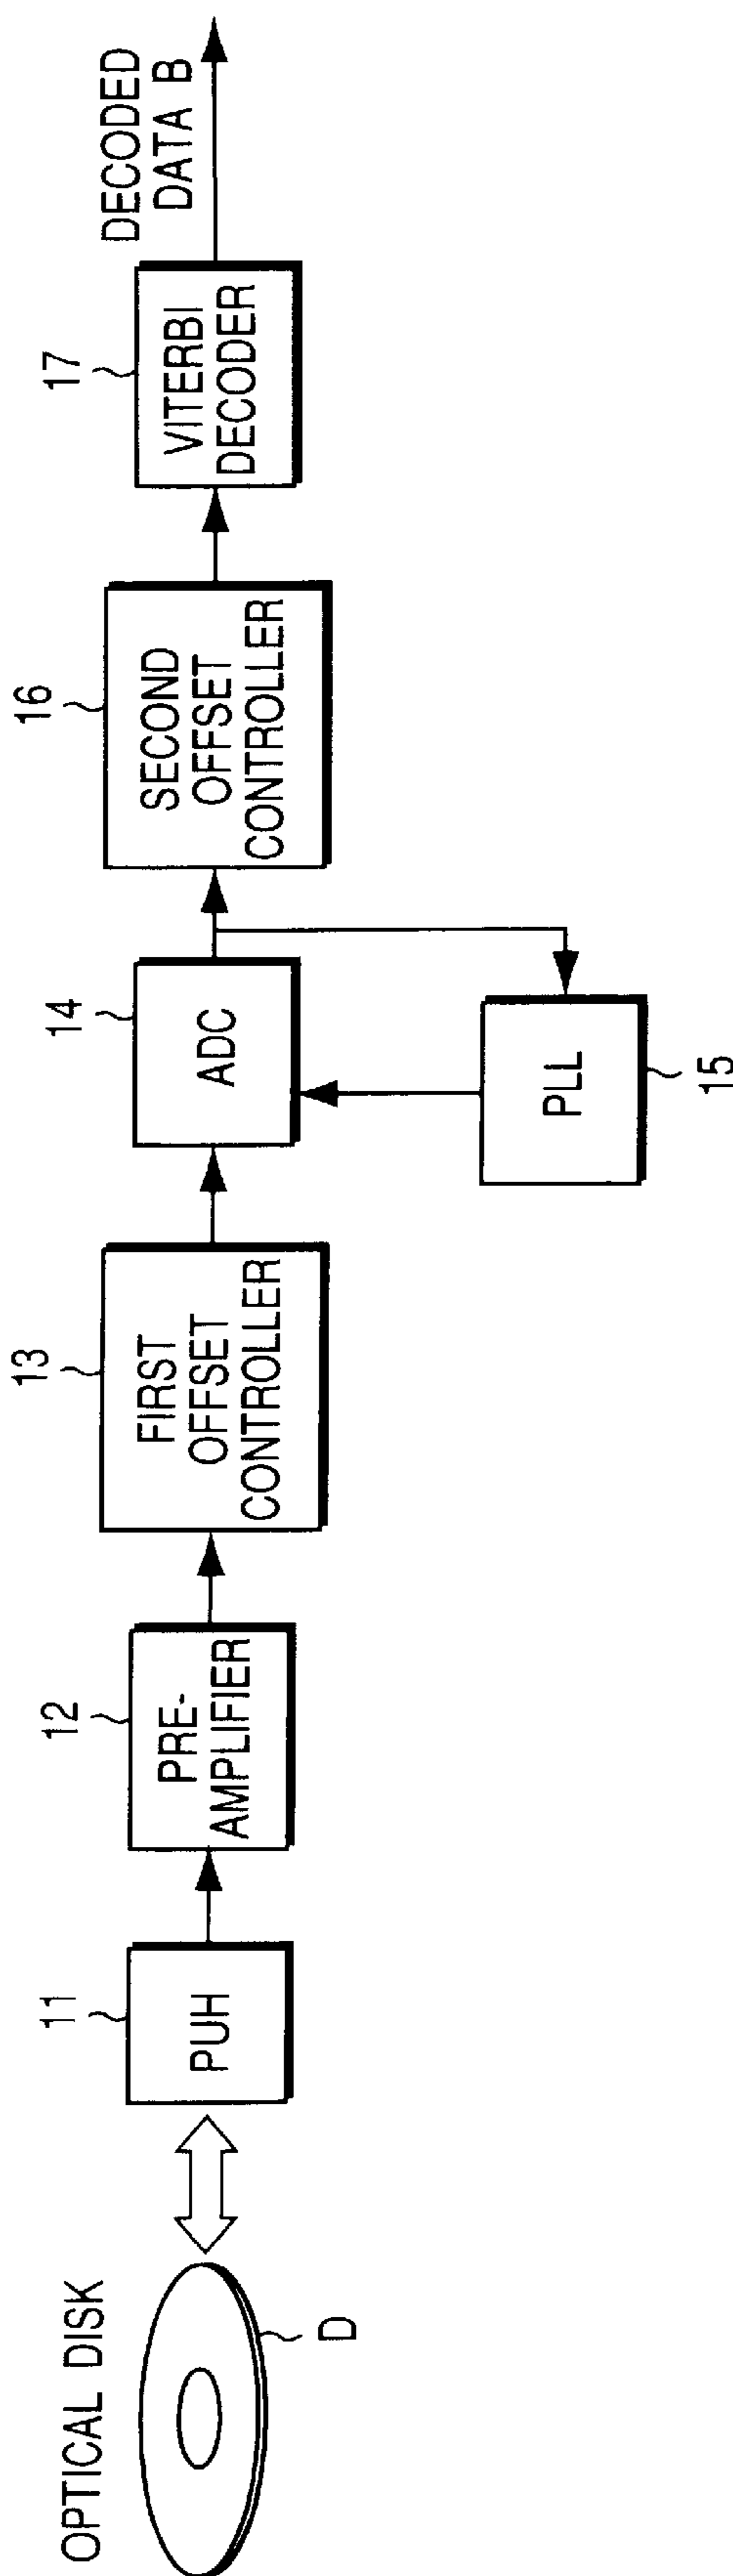 OPTICAL DISK
D
11
PUH
12
PRE-
AMPLIFIER
13
FIRST
OFFSET
CONTROLLER
14
ADC
15
PLL
16
SECOND
OFFSET
CONTROLLER
17
VITERBI
DECODER
DECODED
DATA B